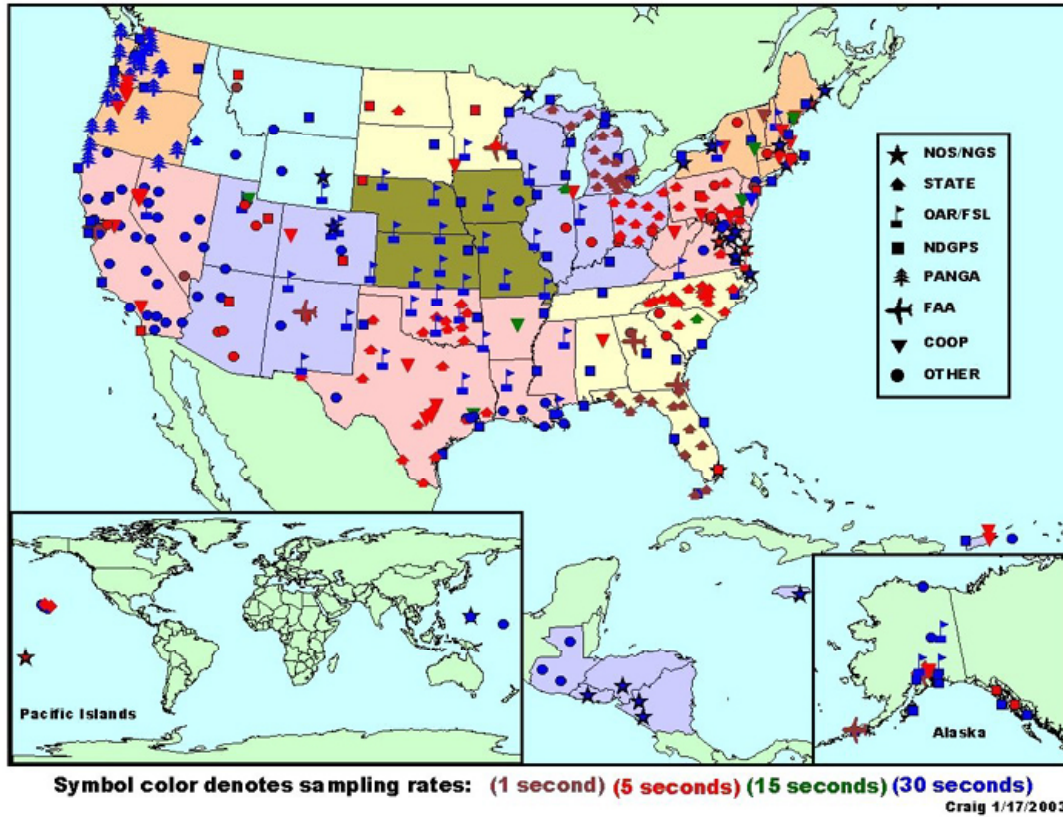 NOS/NGS
STATE
OAR/FSL
NDGPS
PANGA
FAA
COOP
OTHER
Pacific Islands
Alaska
Symbol color denotes sampling rates: (1 second) (5 seconds) (15 seconds) (30 seconds)
Craig 1/17/2003